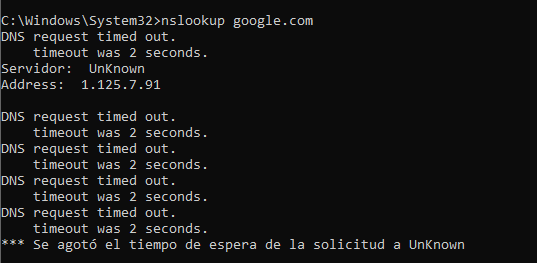 C:\Windows\System32>nslookup google.com
DNS request timed out.
    timeout was 2 seconds.
Servidor:  UnKnown
Address:  1.125.7.91

DNS request timed out.
    timeout was 2 seconds.
DNS request timed out.
    timeout was 2 seconds.
DNS request timed out.
    timeout was 2 seconds.
DNS request timed out.
    timeout was 2 seconds.
*** Se agotó el tiempo de espera de la solicitud a UnKnown